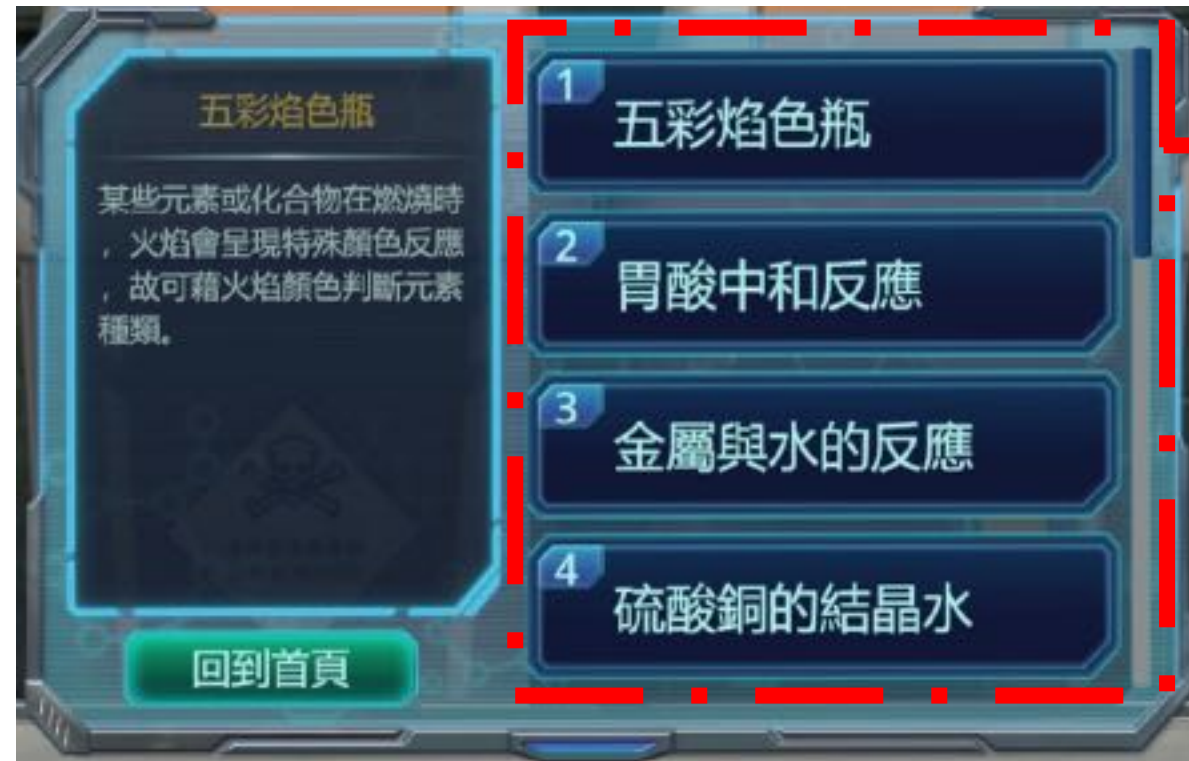 五彩焰色瓶
某些元素或化合物在燃燒時
，火焰會呈現特殊顏色反應
，故可藉火焰顏色判斷元素
種類。
回到首頁
1
五彩焰色瓶
2
胃酸中和反應
3
金屬與水的反應
4
硫酸銅的結晶水